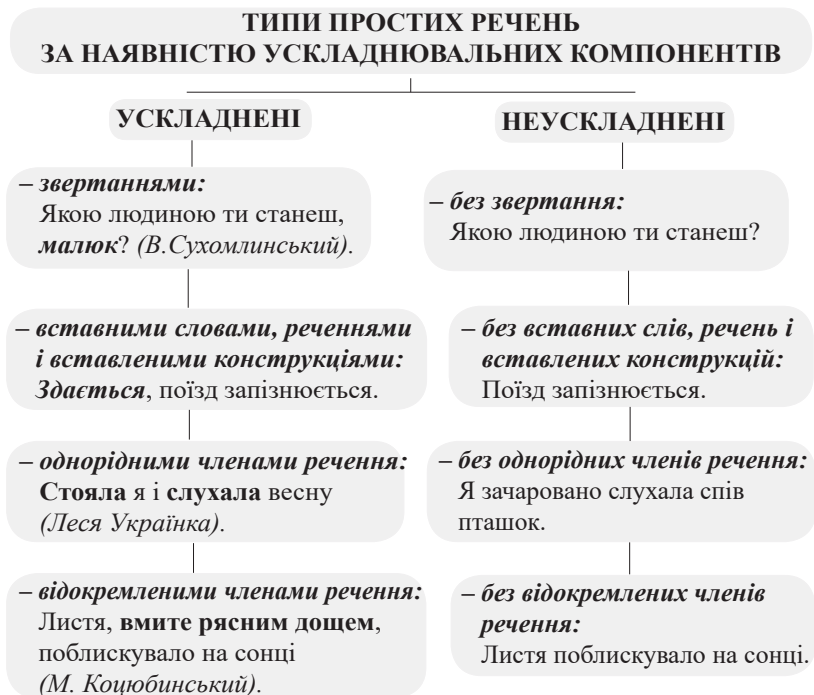 ТИПИ ПРОСТИХ РЕЧЕНЬ
ЗА НАЯВНІСТЮ УСКЛАДНЮВАЛЬНИХ КОМПОНЕНТІВ
УСКЛАДНЕНІ
– звертаннями:
Якою людиною ти станеш,
малюк? (В.Сухомлинський).
– вставними словами, реченнями
і вставленими конструкціями:
Здається, поїзд запізнюється.
– однорідними членами речення:
Стояла я і слухала весну
(Леся Українка).
– відокремленими членами речення:
Листя, вмите рясним дощем,
поблискувало на сонці
(М. Коцюбинський).
НЕУСКЛАДНЕНІ
– без звертання:
Якою людиною ти станеш?
– без вставних слів, речень і
вставлених конструкцій:
Поїзд запізнюється.
– без однорідних членів речення:
Я зачаровано слухала спів
пташок.
– без відокремлених членів
речення:
Листя поблискувало на сонці.